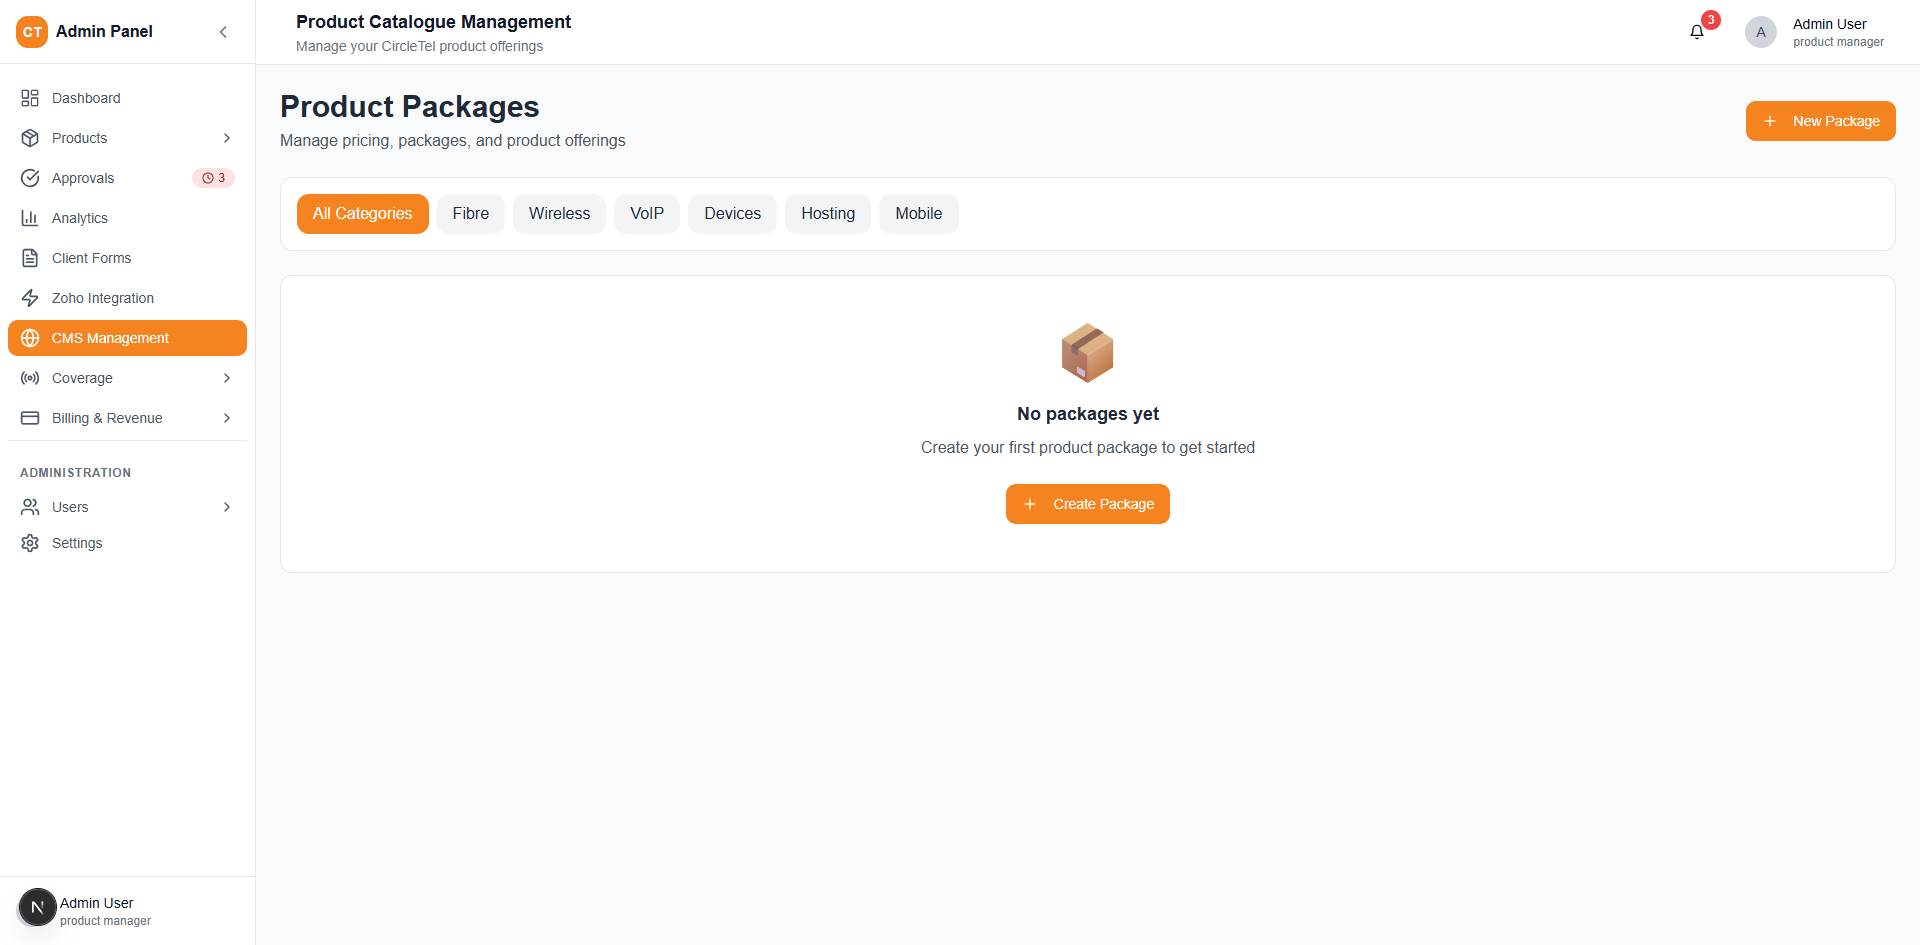 CT Admin Panel
Dashboard
Products
Approvals 3
Analytics
Client Forms
Zoho Integration
CMS Management
Coverage
Billing & Revenue
ADMINISTRATION
Users
Settings
N Admin User
product manager
Product Catalogue Management
Manage your CircleTel product offerings
3
A Admin User
product manager
Product Packages
Manage pricing, packages, and product offerings
New Package
All Categories Fibre Wireless VoIP Devices Hosting Mobile
No packages yet
Create your first product package to get started
Create Package